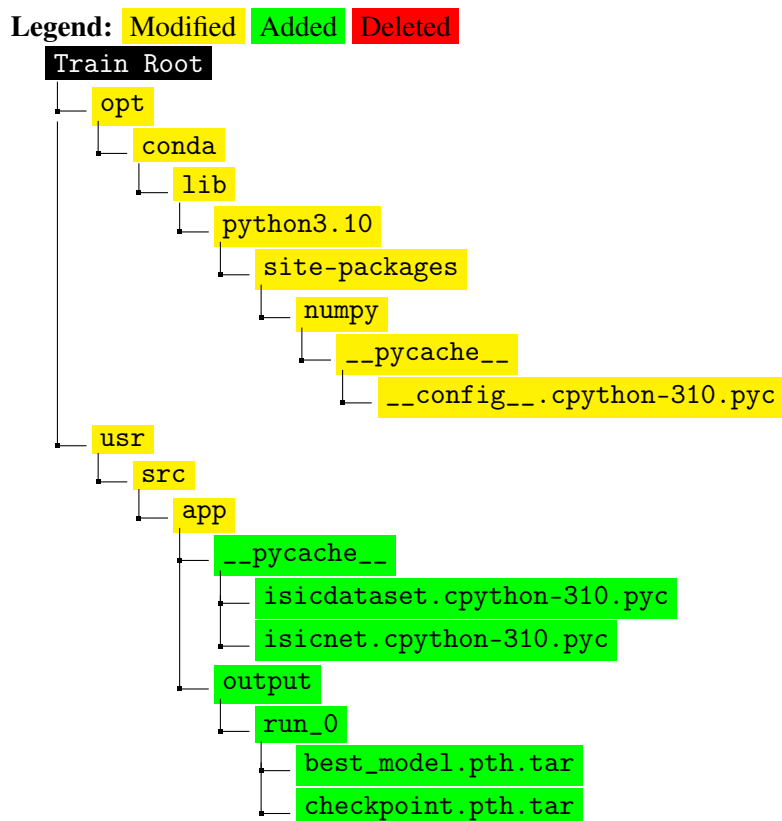 Legend: Modified Added Deleted
Train Root
opt
conda
lib
python3.10
site-packages
numpy
__pycache__
__config__.cpython-310.pyc
usr
src
app
__pycache__
isicdataset.cpython-310.pyc
isicnet.cpython-310.pyc
output
run_0
best_model.pth.tar
checkpoint.pth.tar